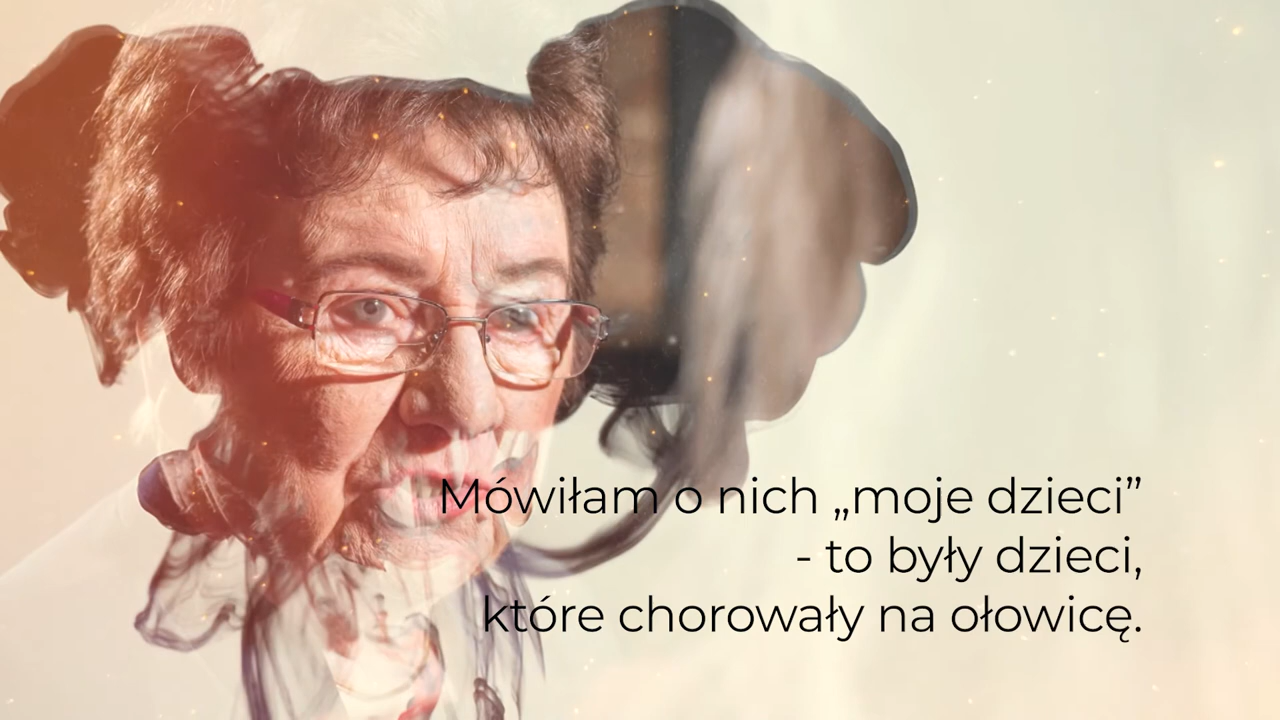 Mówiłam o nich „moje dzieci”
- to były dzieci,
które chorowały na ołowicę.